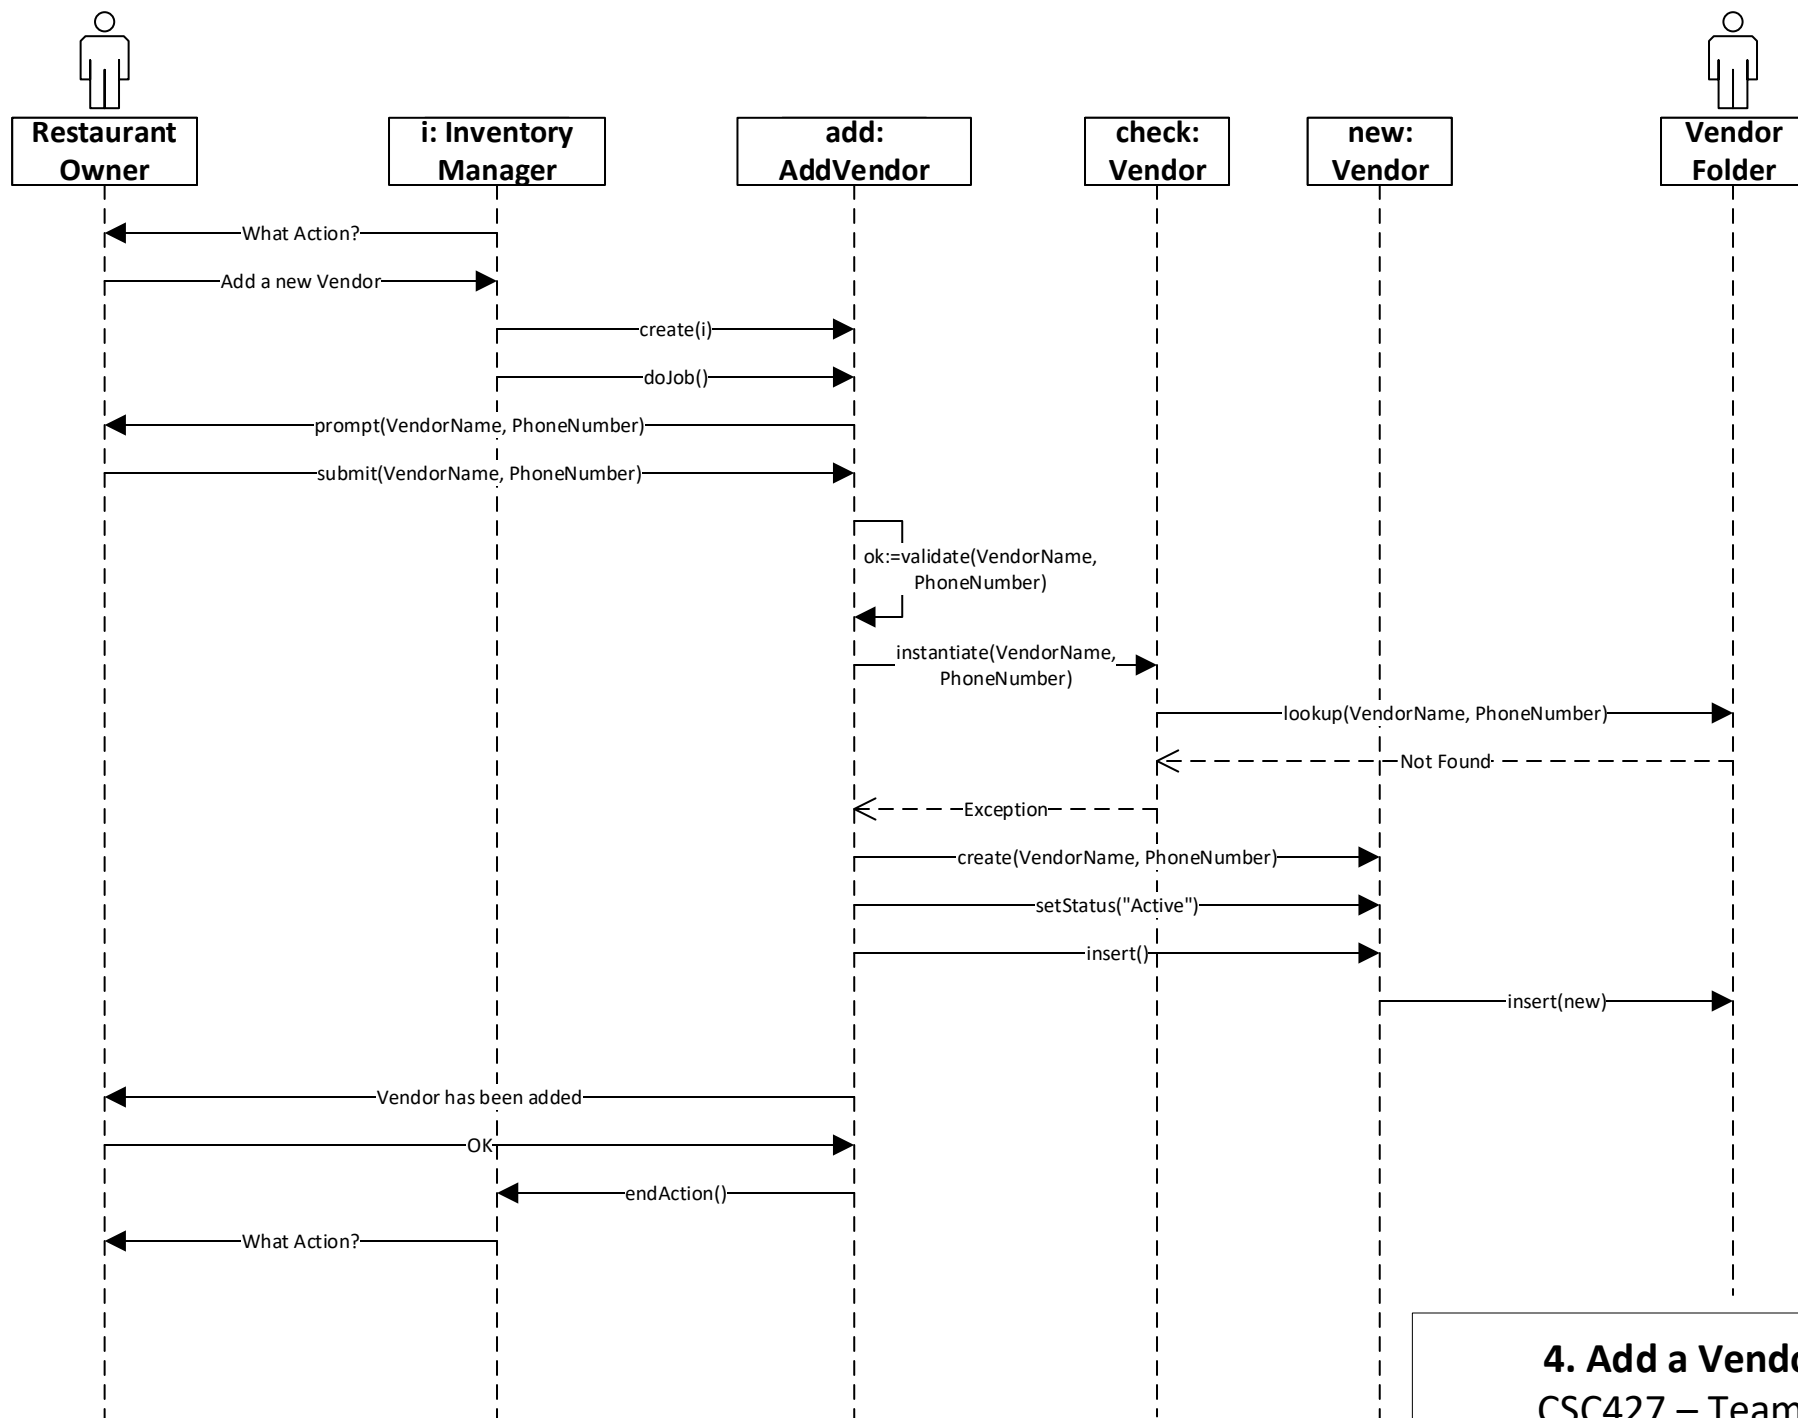 Restaurant
Owner
i: Inventory
Manager
add:
AddVendor
check:
Vendor
new:
Vendor
Vendor
Folder
What Action?
Add a new Vendor
create(i)
doJob()
prompt(VendorName, PhoneNumber)
submit(VendorName, PhoneNumber)
ok:=validate(VendorName,
PhoneNumber)
instantiate(VendorName,
PhoneNumber)
lookup(VendorName, PhoneNumber)
Not Found
Exception
create(VendorName, PhoneNumber)
setStatus("Active")
insert()
insert(new)
Vendor has been added
OK
endAction()
What Action?
4. Add a
CSC427 – Team